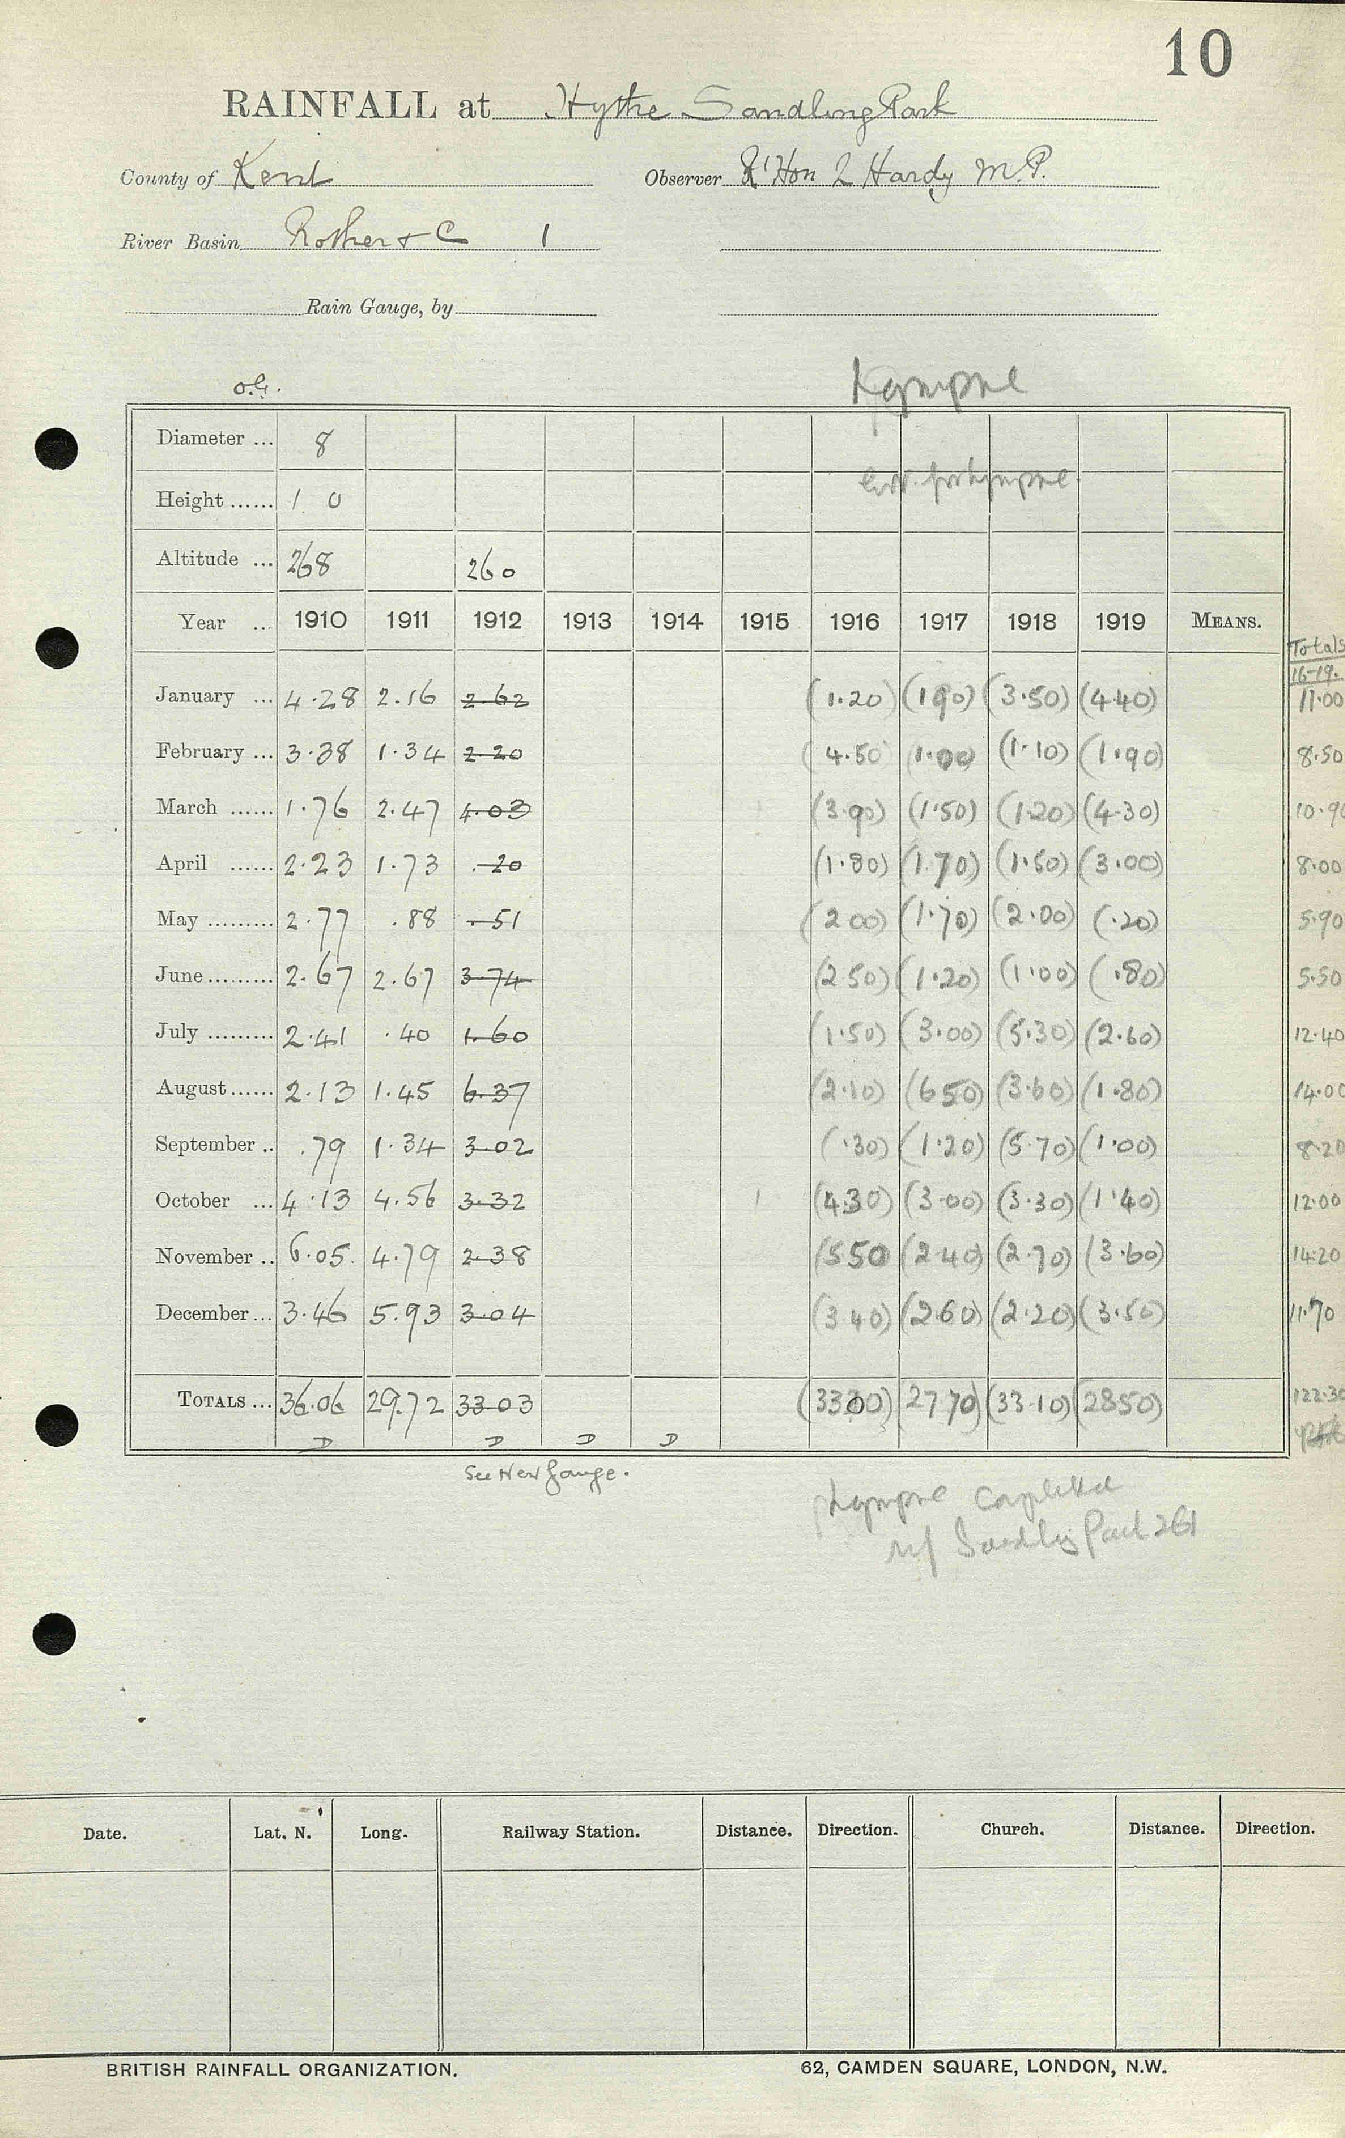 10
RAINFALL at Hythe Sandling Park
County of Kent Observer Rt Hon L Hardy M.P.
River Basin Rother & C 1
Rain Gauge, by
o.G. Lympne
Diameter ... 8
Height ...... 1 0
Altitude ... 268 260
Year .. 1910 1911 1912 1913 1914 1915 1916 1917 1918 1919 MEANS. Totals 16-19.
January ... 4.28 2.16 2.62 (1.20) (1.90) (3.50) (4.40) 11.00
February ... 3.38 1.34 2.20 (4.50) (1.00) (1.10) (1.90) 8.50
March ...... 1.76 2.47 4.03 (3.90) (1.50) (1.20) (4.30) 10.90
April ...... 2.23 1.73 .20 (1.80) (1.70) (1.50) (3.00) 8.00
May ......... 2.77 .88 .51 (2.00) (1.70) (2.00) (.20) 5.90
June ......... 2.67 2.67 3.74 (2.50) (1.20) (1.00) (.80) 5.50
July ......... 2.41 .40 1.60 (1.50) (3.00) (5.30) (2.60) 12.40
August ...... 2.13 1.45 6.37 (2.10) (6.50) (3.60) (1.80) 14.00
September .. .79 1.34 3.02 (.30) (1.20) (5.70) (1.00) 8.20
October ... 4.13 4.56 3.32 (4.30) (3.00) (3.30) (1.40) 12.00
November .. 6.05 4.79 2.38 (5.50) (2.40) (2.70) (3.60) 14.20
December ... 3.46 5.93 3.04 (3.40) (2.60) (2.20) (3.50) 11.70
TOTALS ... 36.06 29.72 33.03 (33.00) (27.70) (33.10) (28.50) 122.30
D D D D
See New Gauge.
Lympne completed
Sandling Park 261
Date. Lat. N. Long. Railway Station. Distance. Direction. Church. Distance. Direction.
BRITISH RAINFALL ORGANIZATION. 62, CAMDEN SQUARE, LONDON, N.W.